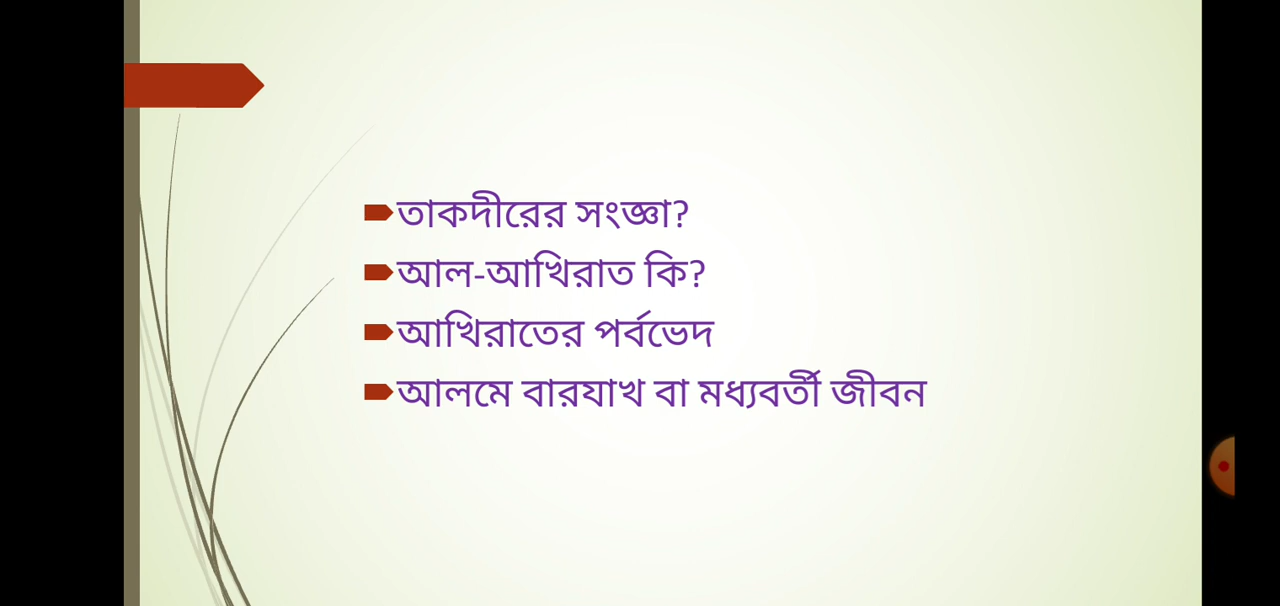 তাকদীরের সংজ্ঞা?
আল-আখিরাত কি?
আখিরাতের পর্বভেদ
আলমে বারযাখ বা মধ্যবর্তী জীবন